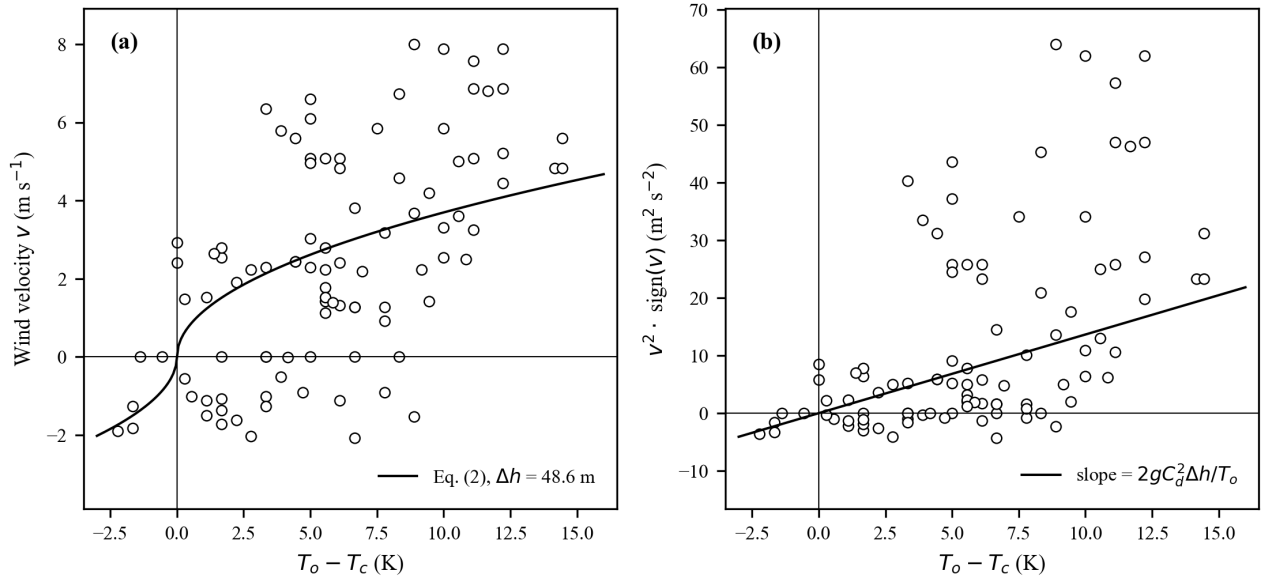 (a)
8
6
4
2
0
−2
Wind velocity v (m s⁻¹)
−2.5 0.0 2.5 5.0 7.5 10.0 12.5 15.0
Tₒ − T_c (K)
Eq. (2), Δh = 48.6 m
(b)
70
60
50
40
30
20
10
0
−10
v² · sign(v) (m² s⁻²)
−2.5 0.0 2.5 5.0 7.5 10.0 12.5 15.0
Tₒ − T_c (K)
slope = 2gC_d²Δh/Tₒ